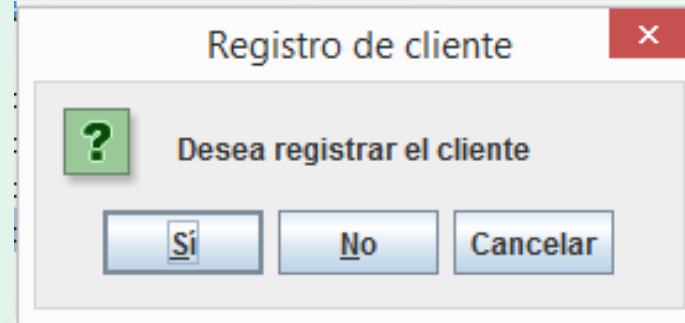 Registro de cliente
Desea registrar el cliente
Sí No Cancelar